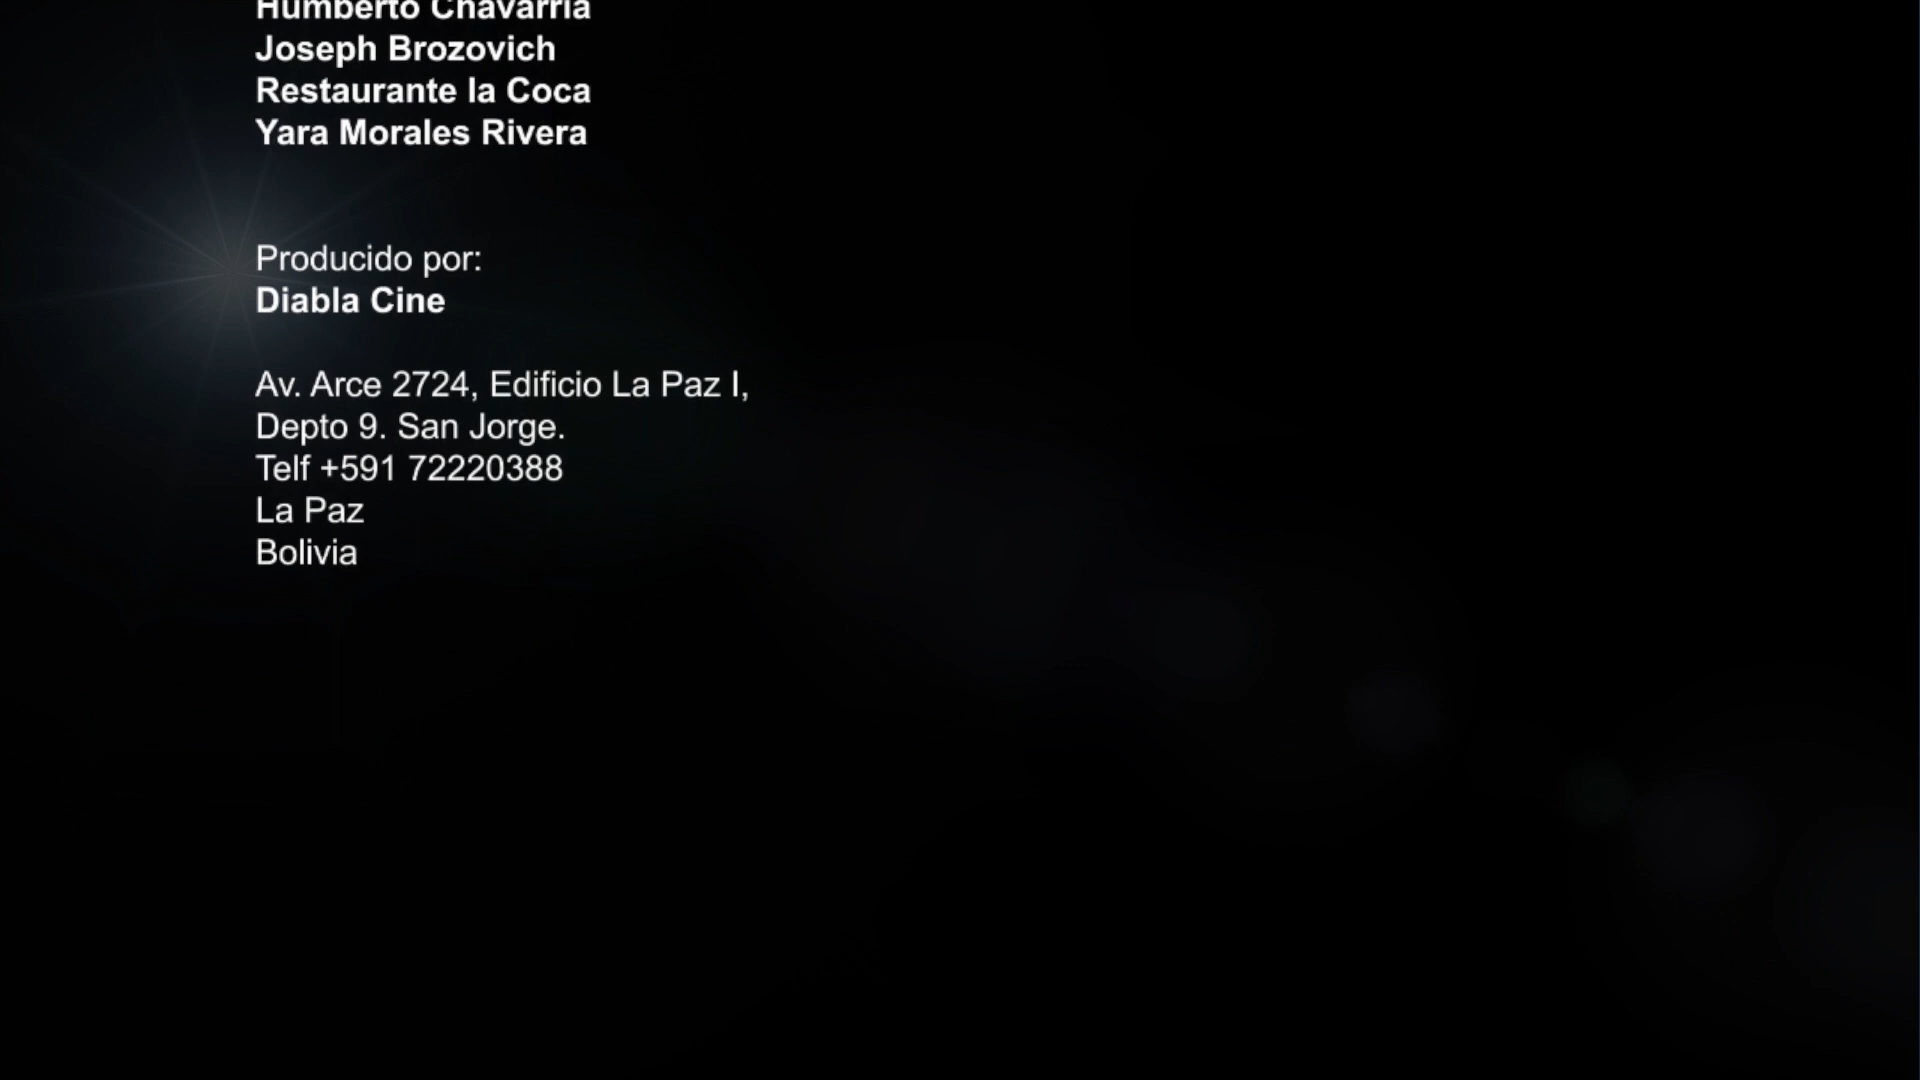 Humberto Chavarria
Joseph Brozovich
Restaurante la Coca
Yara Morales Rivera
Producido por:
Diabla Cine
Av. Arce 2724, Edificio La Paz I,
Depto 9. San Jorge.
Telf +591 72220388
La Paz
Bolivia